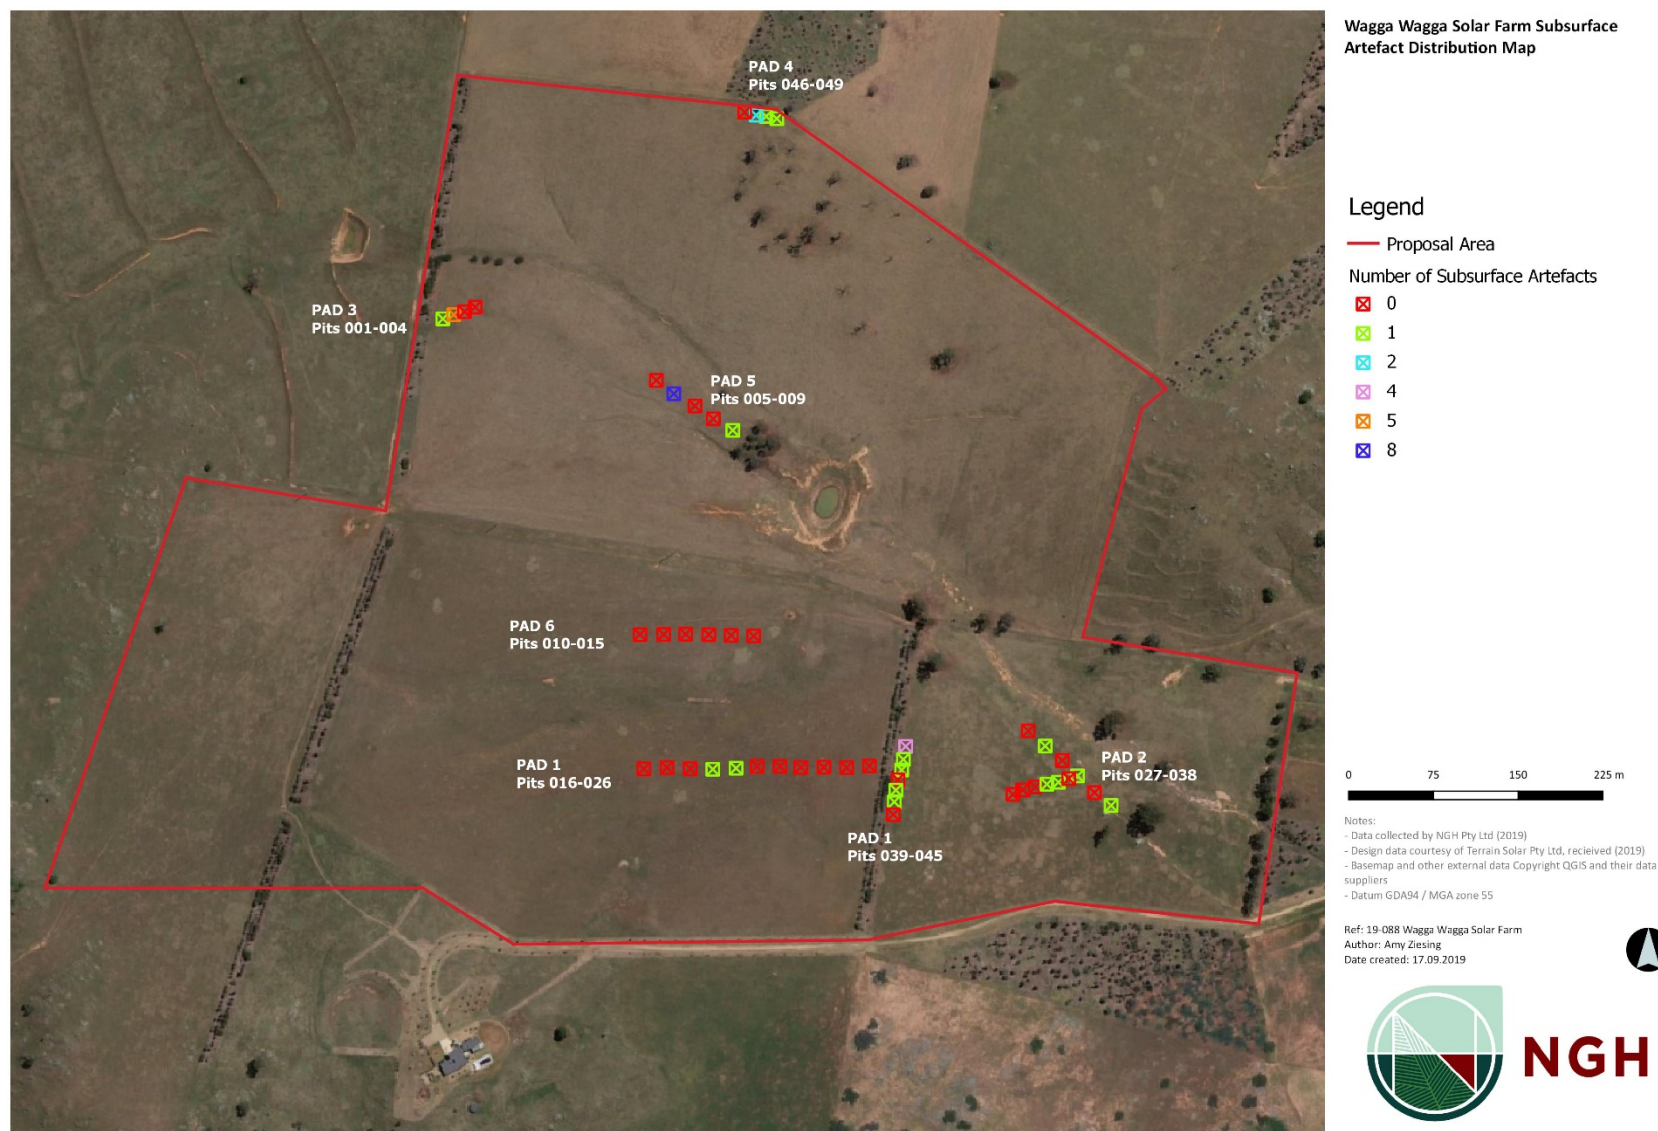 Wagga Wagga Solar Farm Subsurface
Artefact Distribution Map
PAD 4
Pits 046-049
PAD 3
Pits 001-004
PAD 5
Pits 005-009
PAD 6
Pits 010-015
PAD 1
Pits 016-026
PAD 2
Pits 027-038
PAD 1
Pits 039-045
Legend
Proposal Area
Number of Subsurface Artefacts
0
1
2
4
5
8
0 75 150 225 m
Notes:
- Data collected by NGH Pty Ltd (2019)
- Design data courtesy of Terrain Solar Pty Ltd, recieived (2019)
- Basemap and other external data Copyright QGIS and their data
suppliers
- Datum GDA94 / MGA zone 55
Ref: 19-088 Wagga Wagga Solar Farm
Author: Amy Ziesing
Date created: 17.09.2019
NGH